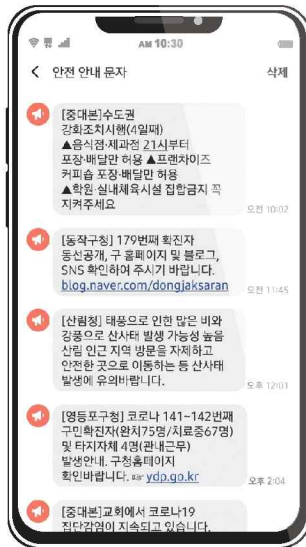 AM 10:30
안전 안내 문자
삭제
[중대본]수도권
강화조치시행(4일째)
▲음식점·제과점 21시부터
포장·배달만 허용 ▲프랜차이즈
커피숍 포장·배달만 허용
▲학원·실내체육시설 집합금지 꼭
지켜주세요
오전 10:02
[동작구청] 179번째 확진자
동선공개, 구 홈페이지 및 블로그,
SNS 확인하여 주시기 바랍니다.
blog.naver.com/dongjaksaran
오전 11:45
[산림청] 태풍으로 인한 많은 비와
강풍으로 산사태 발생 가능성 높음
산림 인근 지역 방문을 자제하고
안전한 곳으로 이동하는 등 산사태
발생에 유의바랍니다.
오후 12:01
[영등포구청] 코로나 141~142번째
구민확진자(완치75명/치료중67명)
및 타지자체 4명(관내근무)
발생안내. 구청홈페이지
확인바랍니다. ☞ ydp.go.kr
오후 2:04
[중대본]교회에서 코로나19
집단감염이 지속되고 있습니다.